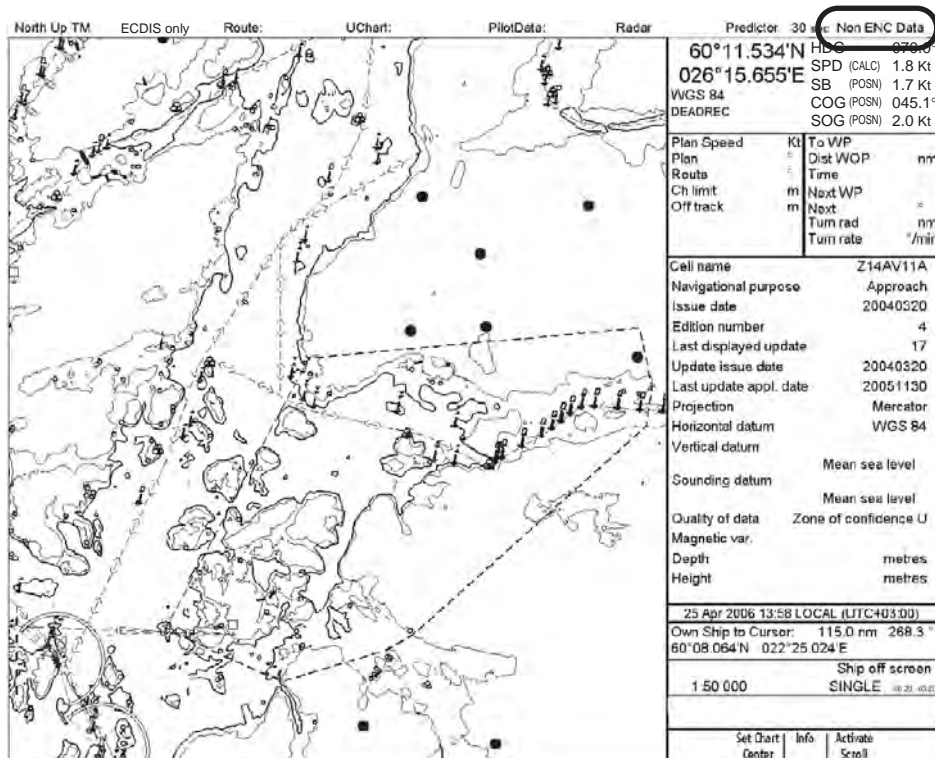 North Up TM ECDIS only Route: UChart: PilotData: Radar Predictor 30 sec Non ENC Data
60°11.534'N
026°15.655'E
WGS 84
DEADREC
HDG
SPD (CALC) 1.8 Kt
SB (POSN) 1.7 Kt
COG (POSN) 045.1°
SOG (POSN) 2.0 Kt
Plan Speed Kt
Plan °
Route
Ch limit m
Off track m
To WP
Dist WOP nm
Time
Next WP
Next °
Turn rad nm
Turn rate °/min
Cell name Z14AV11A
Navigational purpose Approach
Issue date 20040320
Edition number 4
Last displayed update 17
Update issue date 20040320
Last update appl. date 20051130
Projection Mercator
Horizontal datum WGS 84
Vertical datum
Mean sea level
Sounding datum
Mean sea level
Quality of data Zone of confidence U
Magnetic var.
Depth metres
Height metres
25 Apr 2006 13:58 LOCAL (UTC+03:00)
Own Ship to Cursor: 115.0 nm 268.3°
60°08.064'N 022°25.024'E
Ship off screen
1:50 000 SINGLE
Set Chart Center
Info
Activate Scroll